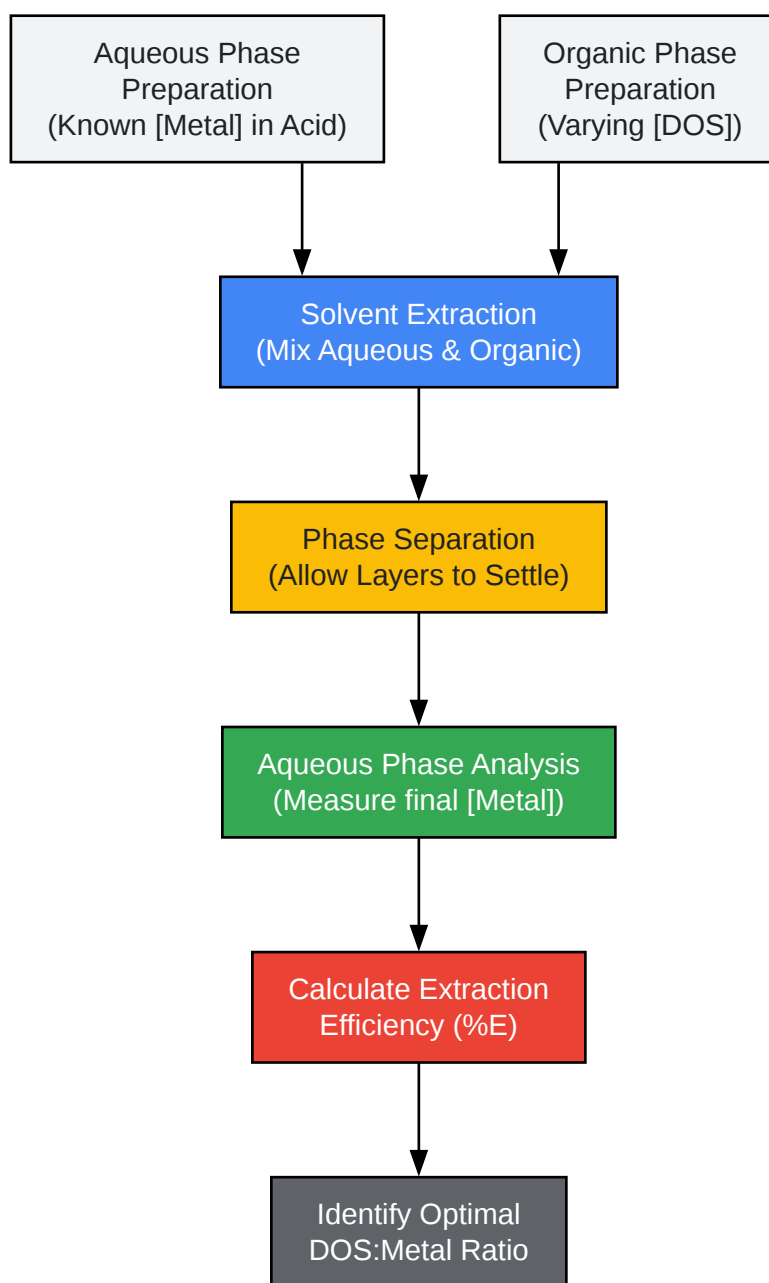 Aqueous Phase
Preparation
(Known [Metal] in Acid)
Organic Phase
Preparation
(Varying [DOS])
Solvent Extraction
(Mix Aqueous & Organic)
Phase Separation
(Allow Layers to Settle)
Aqueous Phase Analysis
(Measure final [Metal])
Calculate Extraction
Efficiency (%E)
Identify Optimal
DOS:Metal Ratio